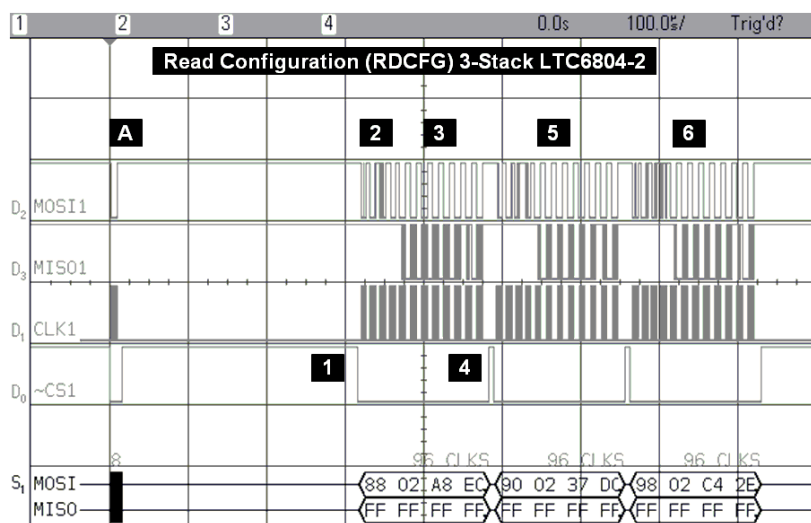 1 2 3 4 0.0s 100.0㎲/ Trig'd?
Read Configuration (RDCFG) 3-Stack LTC6804-2
A 2 3 5 6
D2 MOSI1
D3 MISO1
D1 CLK1
D0 ~CS1 1 4
8 96 CLKS 96 CLKS 96 CLKS
S1 MOSI 88 02 A8 EC 90 02 37 DC 98 02 C4 2E
MISO FF FF FF FF FF FF FF FF FF FF FF FF